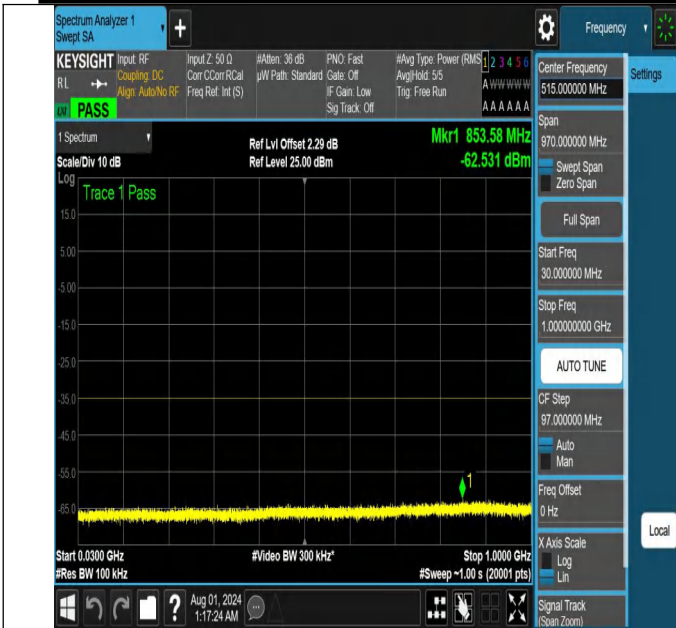 Spectrum Analyzer 1
Swept SA
+
Frequency
KEYSIGHT
Input: RF
Input Z: 50 Ω
#Atten: 36 dB
PNO: Fast
#Avg Type: Power (RMS
1 2 3 4 5 6
RL
Coupling: DC
Corr CCorr RCal
µW Path: Standard
Gate: Off
Avg|Hold: 5/5
A W W W W W
Align: Auto/No RF
Freq Ref: Int (S)
IF Gain: Low
Trig: Free Run
Sig Track: Off
A A A A A A
PASS
Center Frequency
515.000000 MHz
Settings
1 Spectrum
Ref Lvl Offset 2.29 dB
Mkr1 853.58 MHz
Scale/Div 10 dB
Ref Level 25.00 dBm
-62.531 dBm
Log
Trace 1 Pass
15.0
5.00
-5.00
-15.0
-25.0
-35.0
-45.0
-55.0
-65.0
1
Start 0.0300 GHz
#Video BW 300 kHz*
Stop 1.0000 GHz
#Res BW 100 kHz
#Sweep ~1.00 s (20001 pts)
Span
970.000000 MHz
Swept Span
Zero Span
Full Span
Start Freq
30.000000 MHz
Stop Freq
1.000000000 GHz
AUTO TUNE
CF Step
97.000000 MHz
Auto
Man
Freq Offset
0 Hz
X Axis Scale
Log
Lin
Signal Track
(Span Zoom)
Local
?
Aug 01, 2024
1:17:24 AM